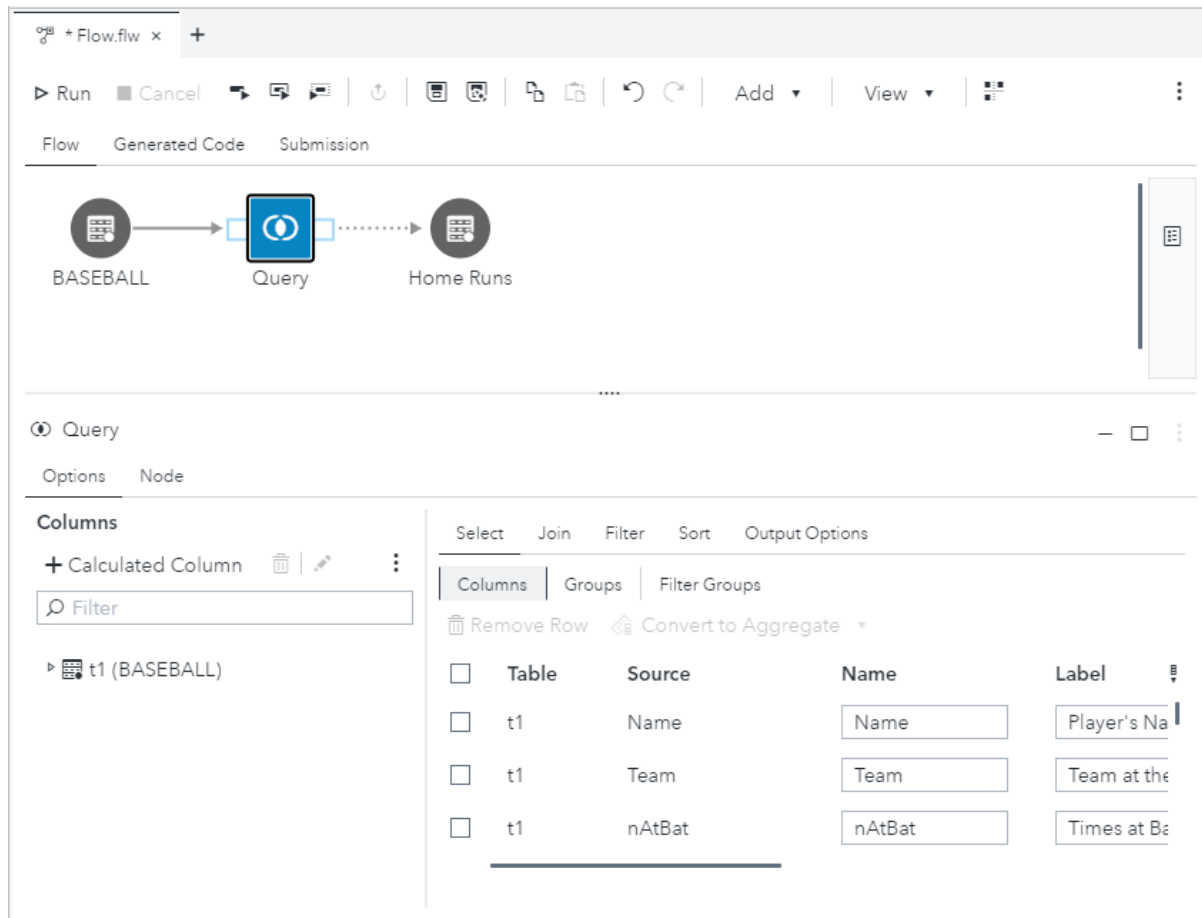 * Flow.flw × +
Run Cancel Add View
Flow Generated Code Submission
BASEBALL Query Home Runs
Query
Options Node
Columns
+ Calculated Column
Filter
t1 (BASEBALL)
Select Join Filter Sort Output Options
Columns Groups Filter Groups
Remove Row Convert to Aggregate
Table Source Name Label
t1 Name Name Player's Na
t1 Team Team Team at the
t1 nAtBat nAtBat Times at Ba